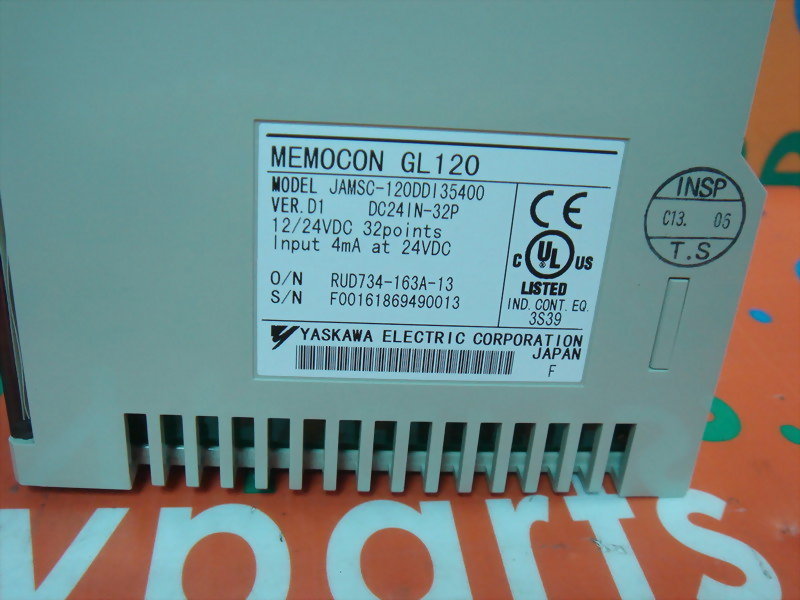 MEMOCON GL120
MODEL JAMSC-120DDI35400
VER. D1 DC24IN-32P
12/24VDC 32points
Input 4mA at 24VDC
O/N RUD734-163A-13
S/N F00161869490013
CE
C UL US
LISTED
IND. CONT. EQ.
3S39
YASKAWA ELECTRIC CORPORATION
JAPAN
F
INSP
C13. 06
T.S
vparts